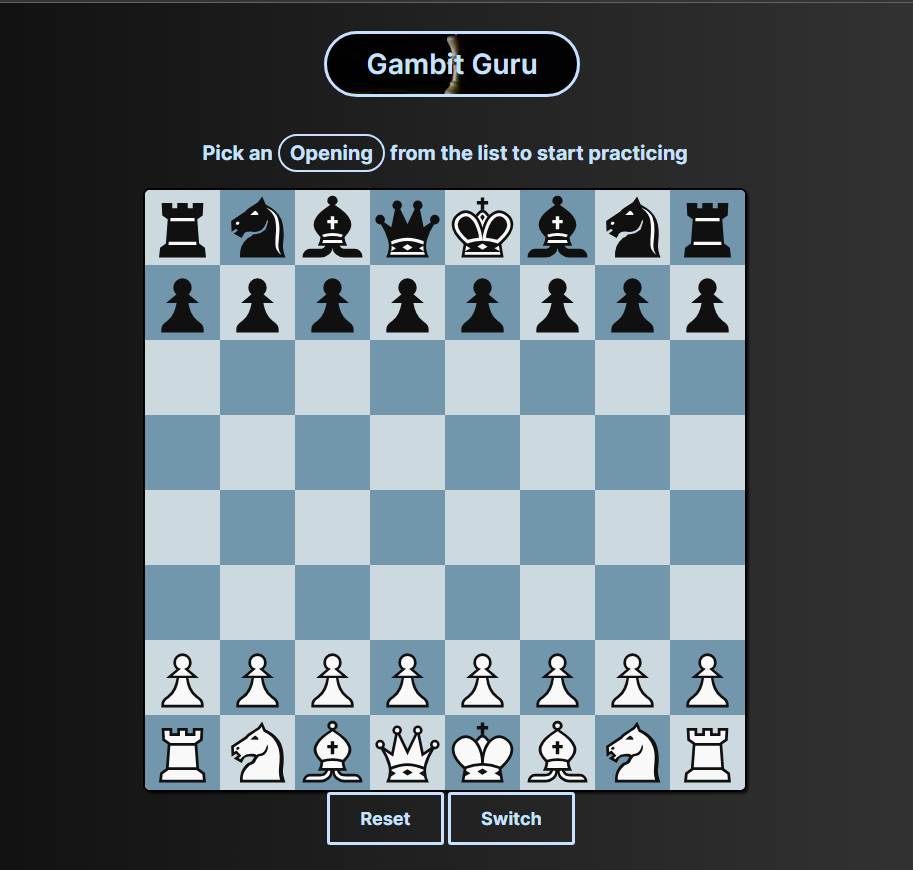 Gambit Guru
Pick an Opening from the list to start practicing
Reset Switch